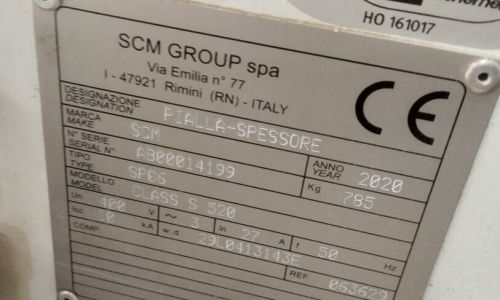 HO 161017
SCM GROUP spa
Via Emilia n° 77
I - 47921 Rimini (RN) - ITALY
CE
DESIGNAZIONE
DESIGNATION PIALLA-SPESSORE
MARCA
MAKE SCM
N° SERIE
SERIAL N° AB00014199 ANNO
YEAR 2020
TIPO
TYPE SP06 Kg 785
MODELLO
MODEL CLASS S 520
Un 400 V ~ 3 In 27 A f 50 Hz
Icc 10 kA w.d 29L0413143E REF 063629
COMP.